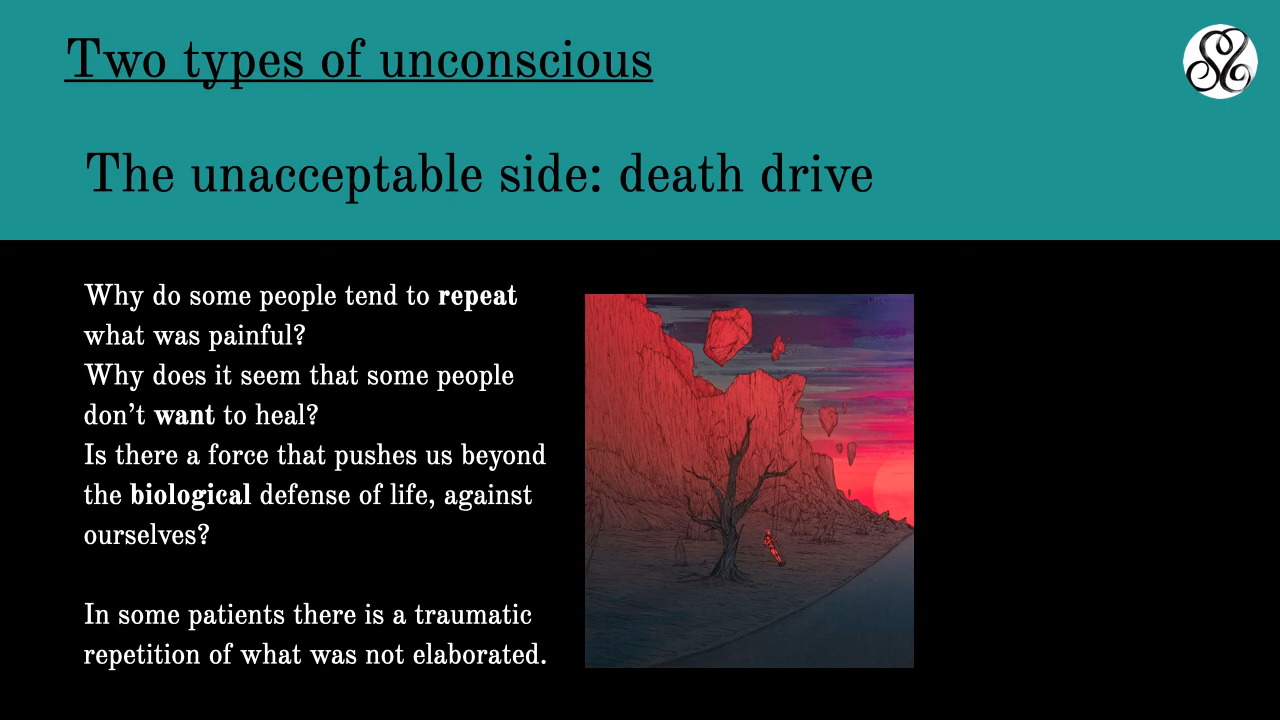 Two types of unconscious
The unacceptable side: death drive
Why do some people tend to repeat
what was painful?
Why does it seem that some people
don’t want to heal?
Is there a force that pushes us beyond
the biological defense of life, against
ourselves?
In some patients there is a traumatic
repetition of what was not elaborated.